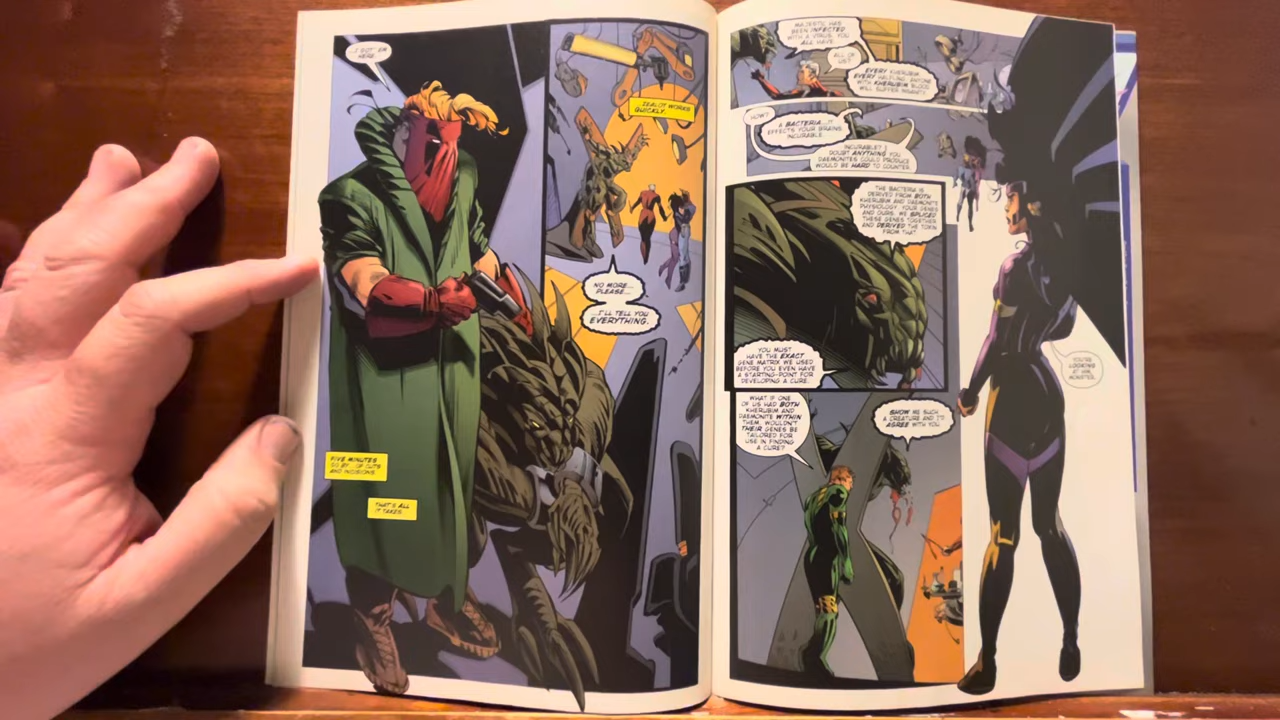 ...I GOT 'EM
HERE.
ZEALOT WORKS
QUICKLY.
NO MORE...
PLEASE...
...I'LL TELL YOU
EVERYTHING.
FIVE MINUTES
GO BY... OF CUTS
AND INCISIONS.
THAT'S ALL
IT TAKES.
MAJESTIC HAS
BEEN INFECTED
WITH A VIRUS. YOU
ALL HAVE.
ALL OF
US?
EVERY KHERUBIM.
EVERY HALFLING. ANYONE
WITH KHERUBIM BLOOD
WILL SUFFER INSANITY.
HOW?
A BACTERIA...IT
EFFECTS YOUR BRAINS.
INCURABLE.
INCURABLE? I
DOUBT ANYTHING YOU
DAEMONITES COULD PRODUCE
WOULD BE HARD TO COUNTER.
THE BACTERIA IS
DERIVED FROM BOTH
KHERUBIM AND DAEMONITE
PHYSIOLOGY. YOUR GENES
AND OURS. WE SPLICED
THESE GENES TOGETHER
AND DERIVED THE TOXIN
FROM THAT.
YOU MUST
HAVE THE EXACT
GENE MATRIX WE USED
BEFORE YOU EVEN HAVE
A STARTING-POINT FOR
DEVELOPING A CURE.
WHAT IF ONE
OF US HAD BOTH
KHERUBIM AND
DAEMONITE WITHIN
THEM. WOULDN'T
THEIR GENES BE
TAILORED FOR
USE IN FINDING
A CURE?
SHOW ME SUCH
A CREATURE AND I'D
AGREE WITH YOU.
YOU'RE
LOOKING
AT HIM,
MONSTER.